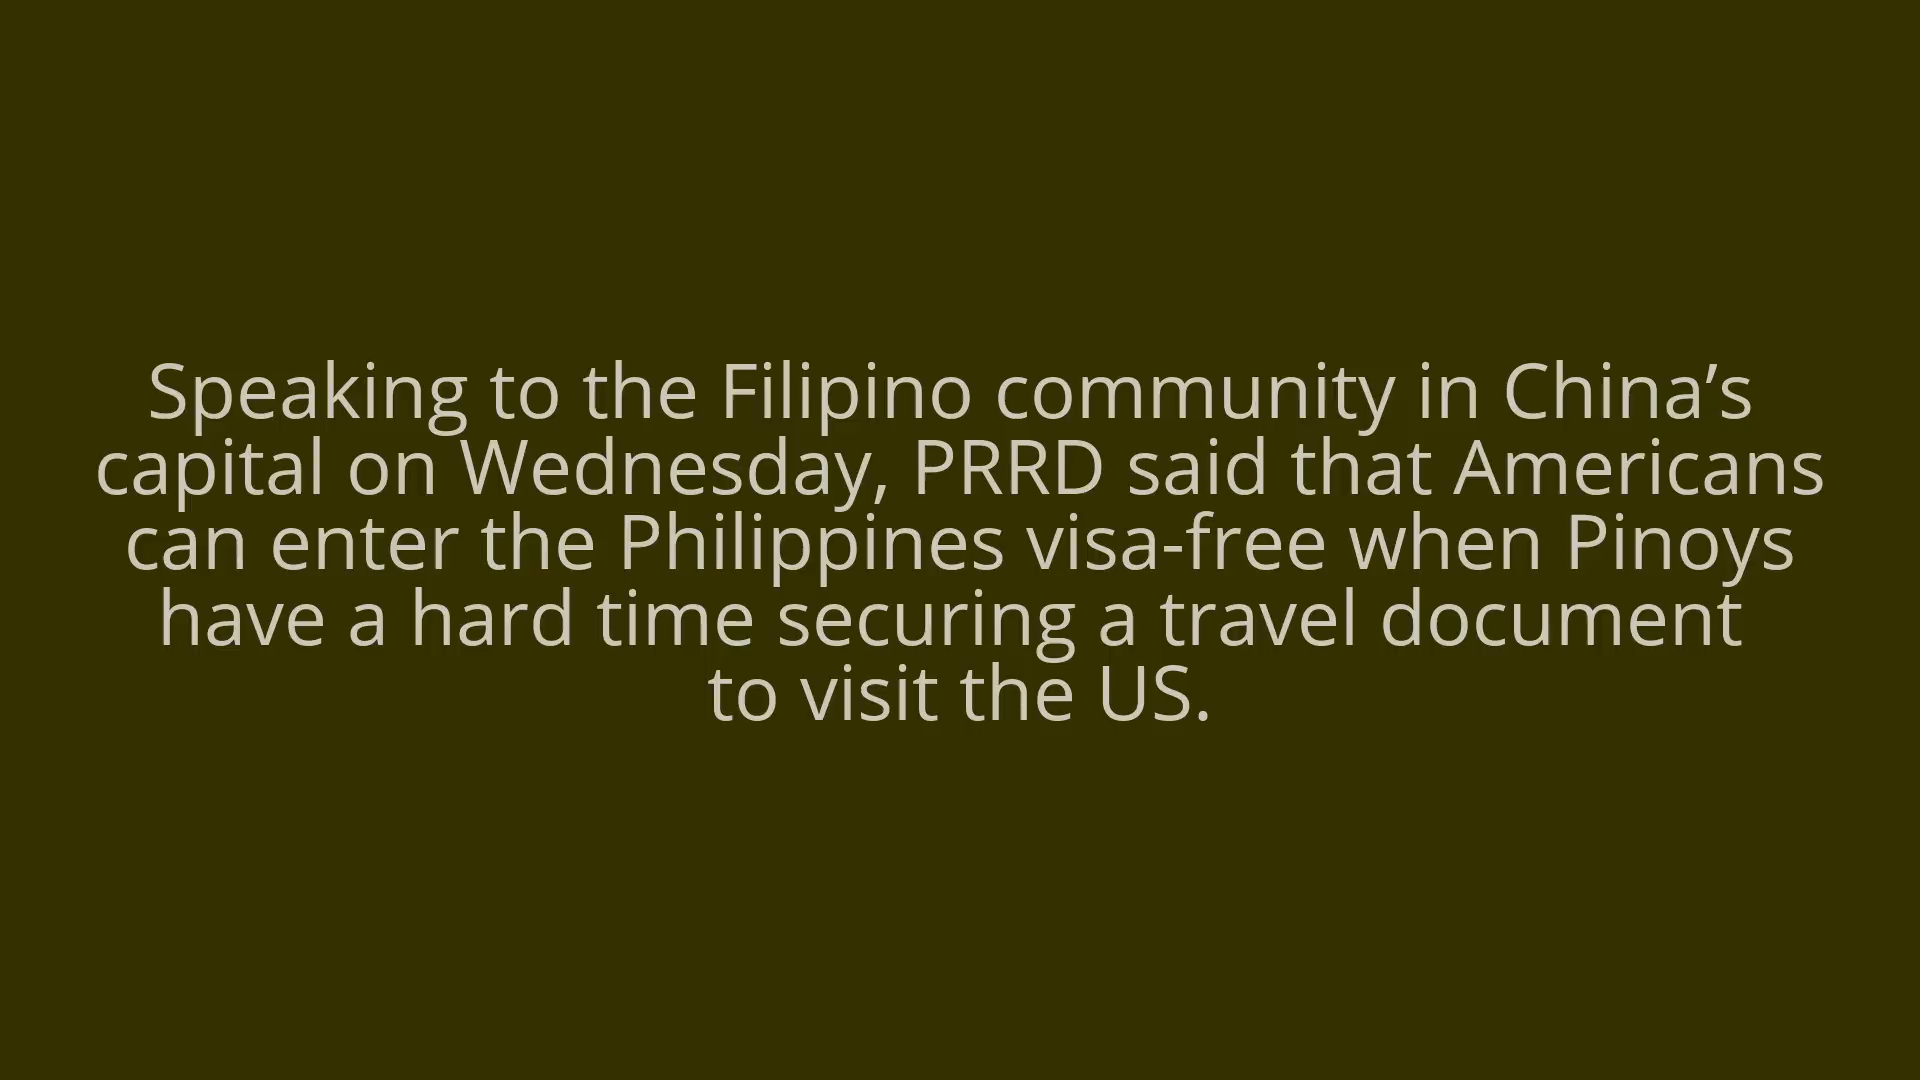 Speaking to the Filipino community in China’s
capital on Wednesday, PRRD said that Americans
can enter the Philippines visa-free when Pinoys
have a hard time securing a travel document
to visit the US.